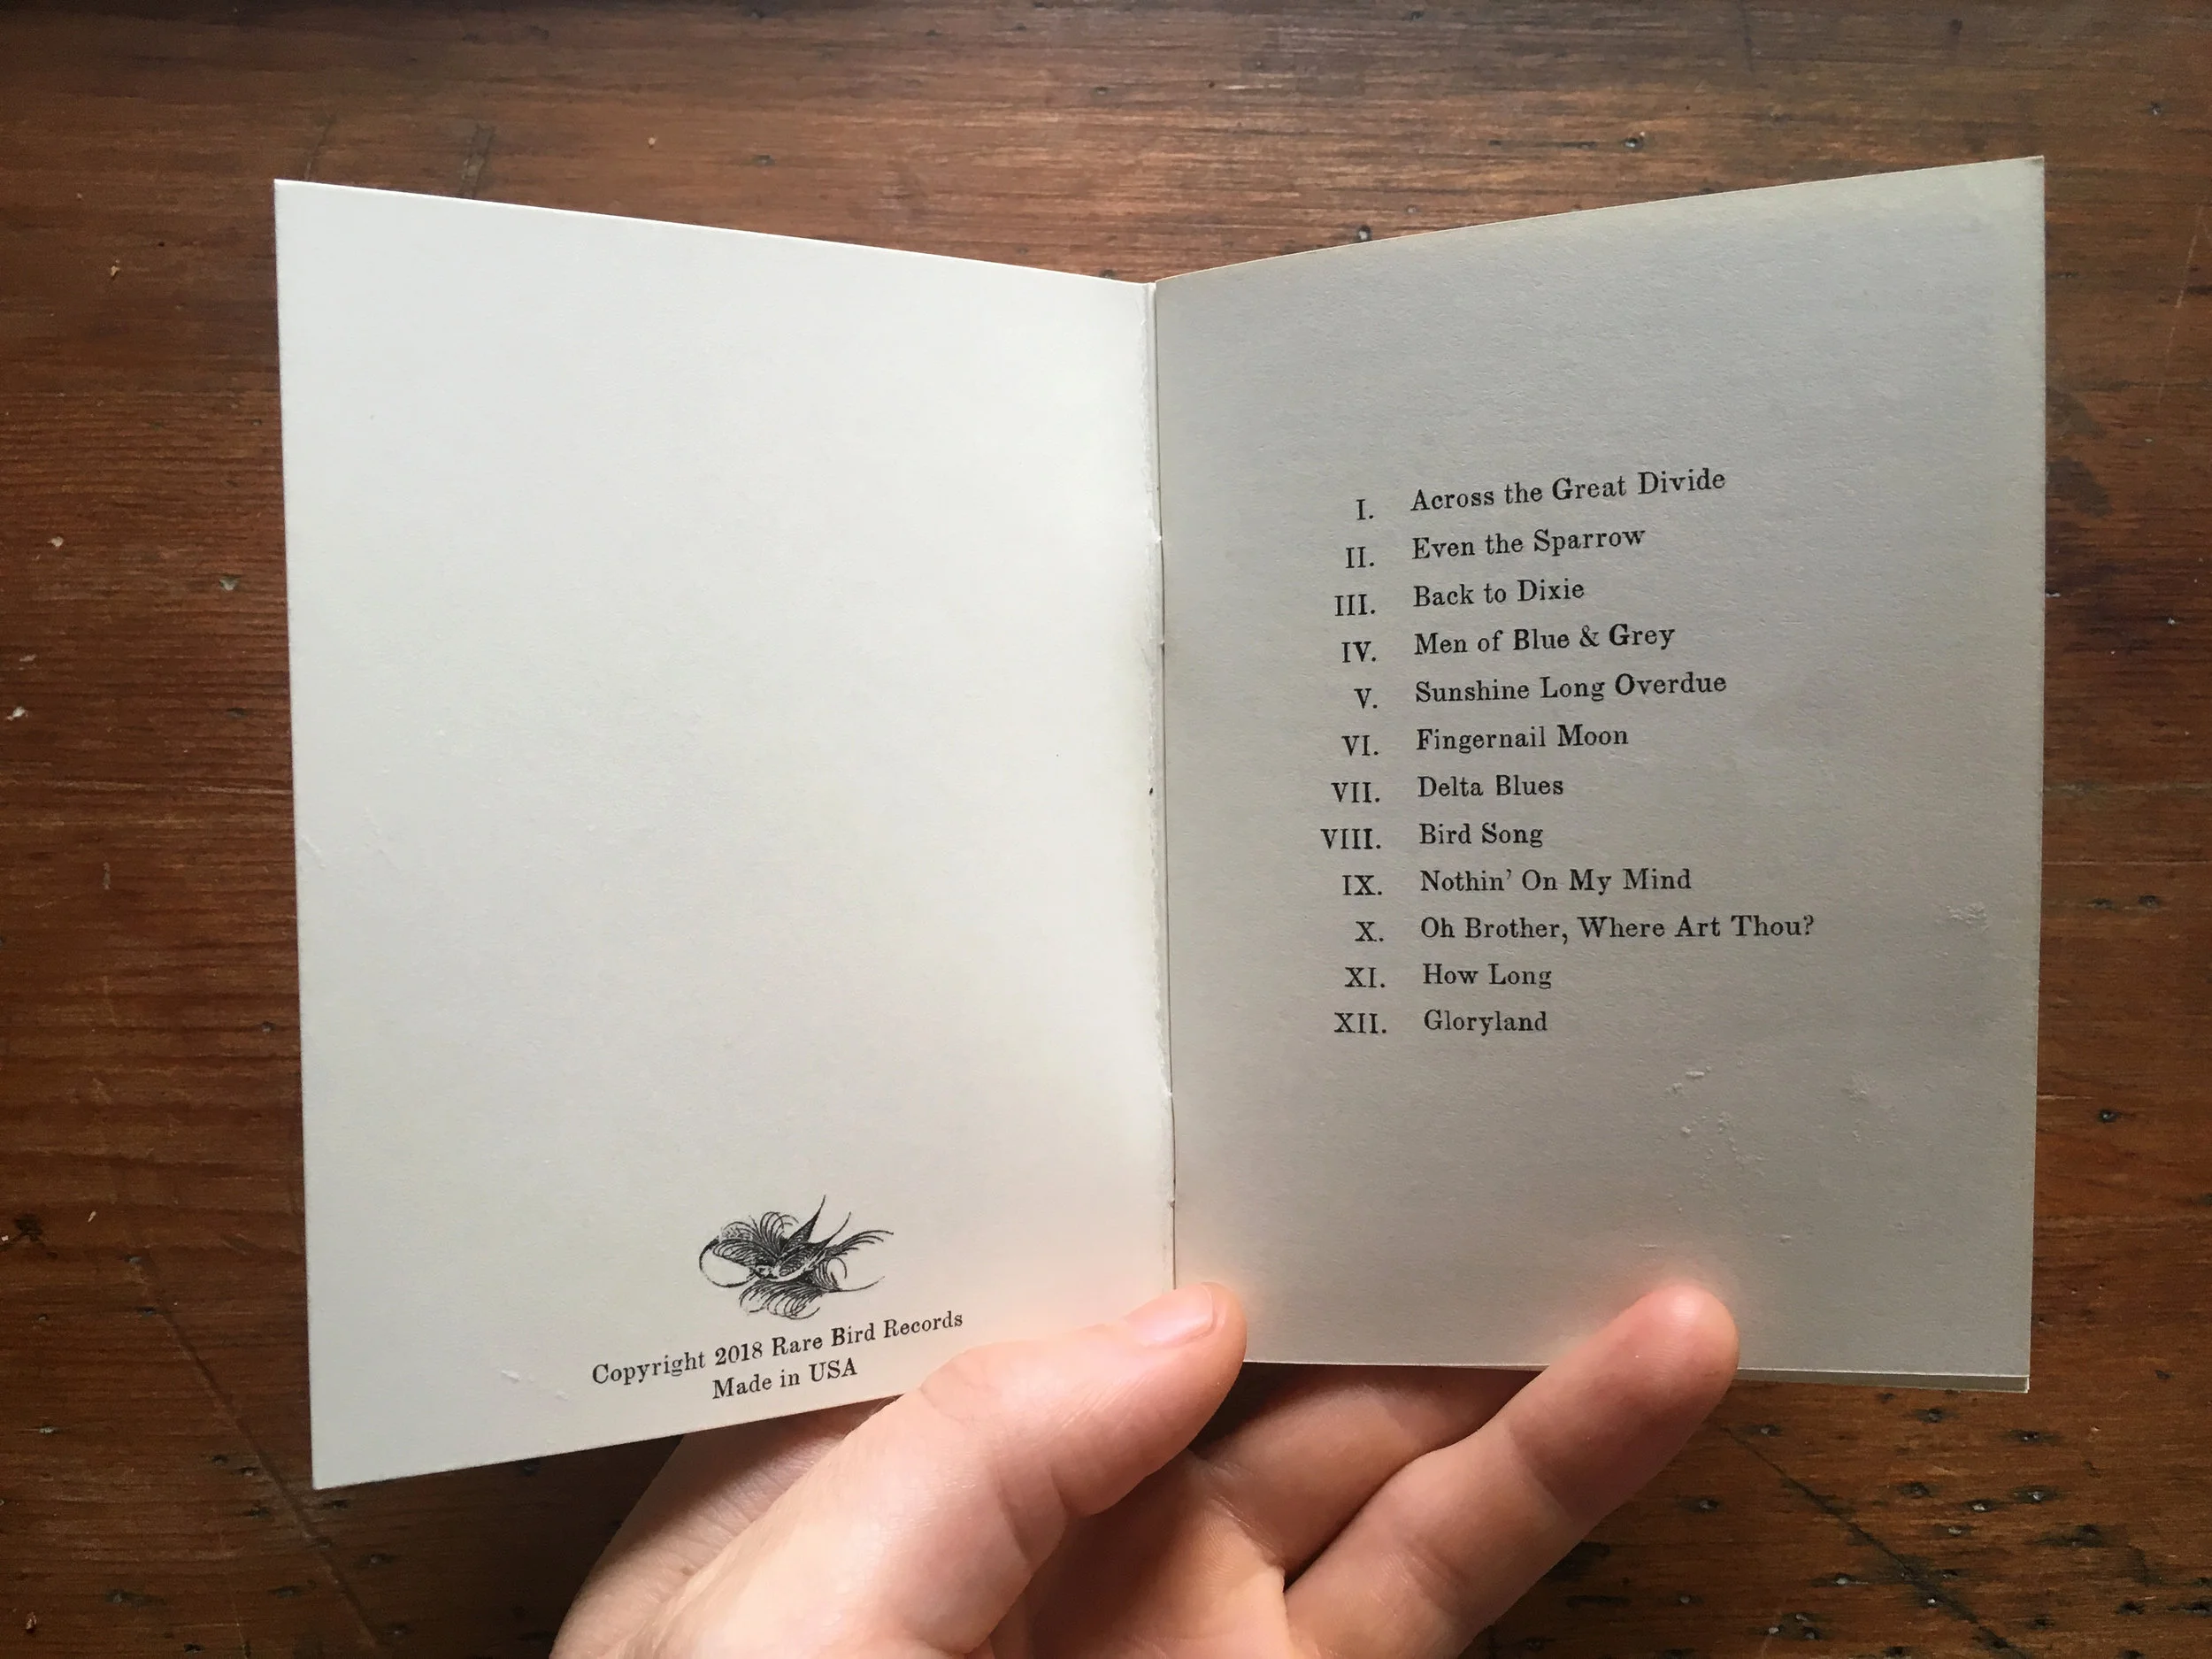 Copyright 2018 Rare Bird Records
Made in USA
I. Across the Great Divide
II. Even the Sparrow
III. Back to Dixie
IV. Men of Blue & Grey
V. Sunshine Long Overdue
VI. Fingernail Moon
VII. Delta Blues
VIII. Bird Song
IX. Nothin’ On My Mind
X. Oh Brother, Where Art Thou?
XI. How Long
XII. Gloryland